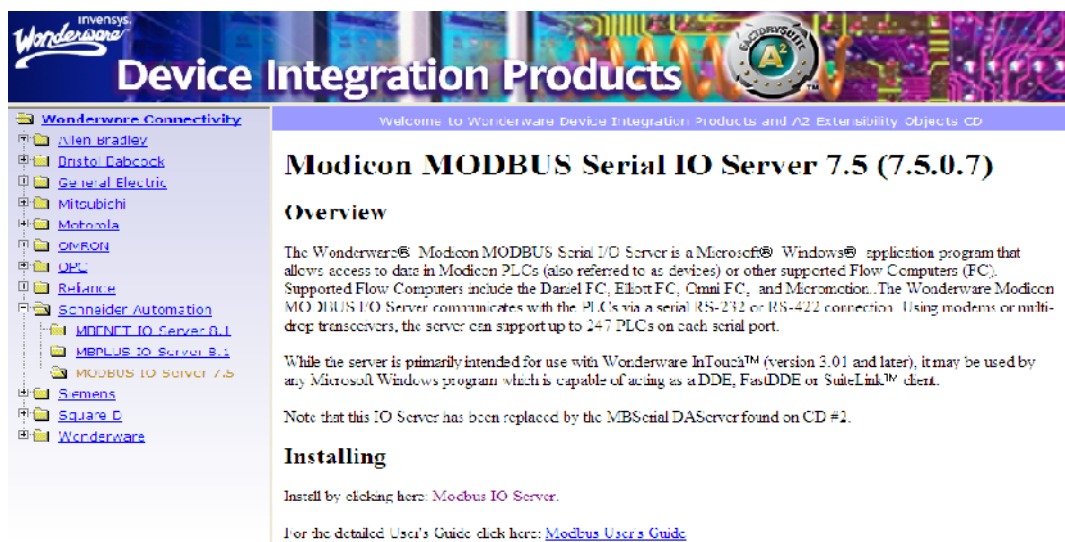 invensys.
Wonderware
FACTORYSUITE
A²
TM
Device Integration Products
Wonderware Connectivity
Allen Bradley
Bristol Babcock
General Electric
Mitsubichi
Motorola
OMRON
OPC
Reliance
Schneider Automation
MBENET IO Server 8.1
MBPLUS IO Server 8.1
MODBUS IO Server 7.5
Siemens
Square D
Wonderware
Welcome to Wonderware Device Integration Products and A2 Extensibility Objects CD
Modicon MODBUS Serial IO Server 7.5 (7.5.0.7)
Overview
The Wonderware® Modicon MODBUS Serial I/O Server is a Microsoft® Windows® application program that
allows access to data in Modicon PLCs (also referred to as devices) or other supported Flow Computers (FC).
Supported Flow Computers include the Daniel FC, Elliott FC, Omni FC, and Micromotion. The Wonderware Modicon
MODBUS I/O Server communicates with the PLCs via a serial RS-232 or RS-422 connection. Using modems or multi-
drop transceivers, the server can support up to 247 PLCs on each serial port.
While the server is primarily intended for use with Wonderware InTouch™ (version 3.01 and later), it may be used by
any Microsoft Windows program which is capable of acting as a DDE, FastDDE or SuiteLink™ client.
Note that this IO Server has been replaced by the MBSerial DAServer found on CD #2.
Installing
Install by clicking here: Modbus IO Server.
For the detailed User's Guide click here: Modbus User's Guide